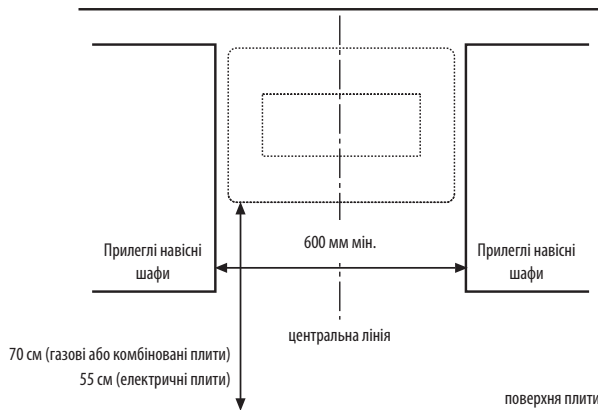 Прилеглі навісні
шафи
600 мм мін.
Прилеглі навісні
шафи
центральна лінія
70 см (газові або комбіновані плити)
55 см (електричні плити)
поверхня плити